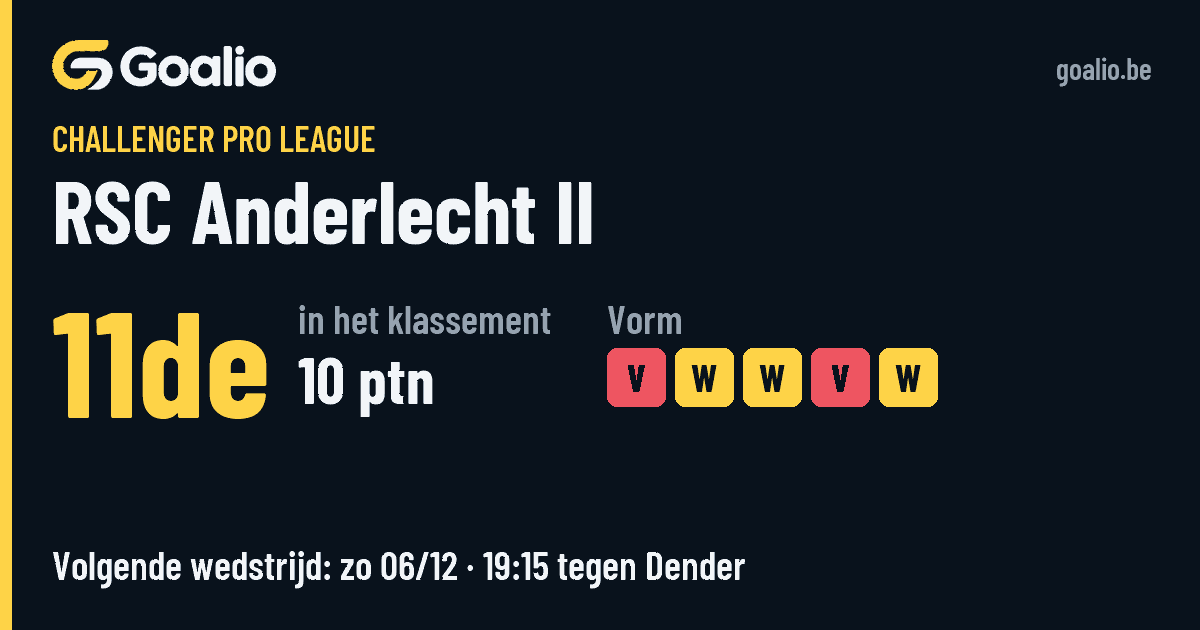 Goalio
goalio.be
CHALLENGER PRO LEAGUE
RSC Anderlecht II
11de
in het klassement
10 ptn
Vorm
V W W V W
Volgende wedstrijd: zo 06/12 · 19:15 tegen Dender